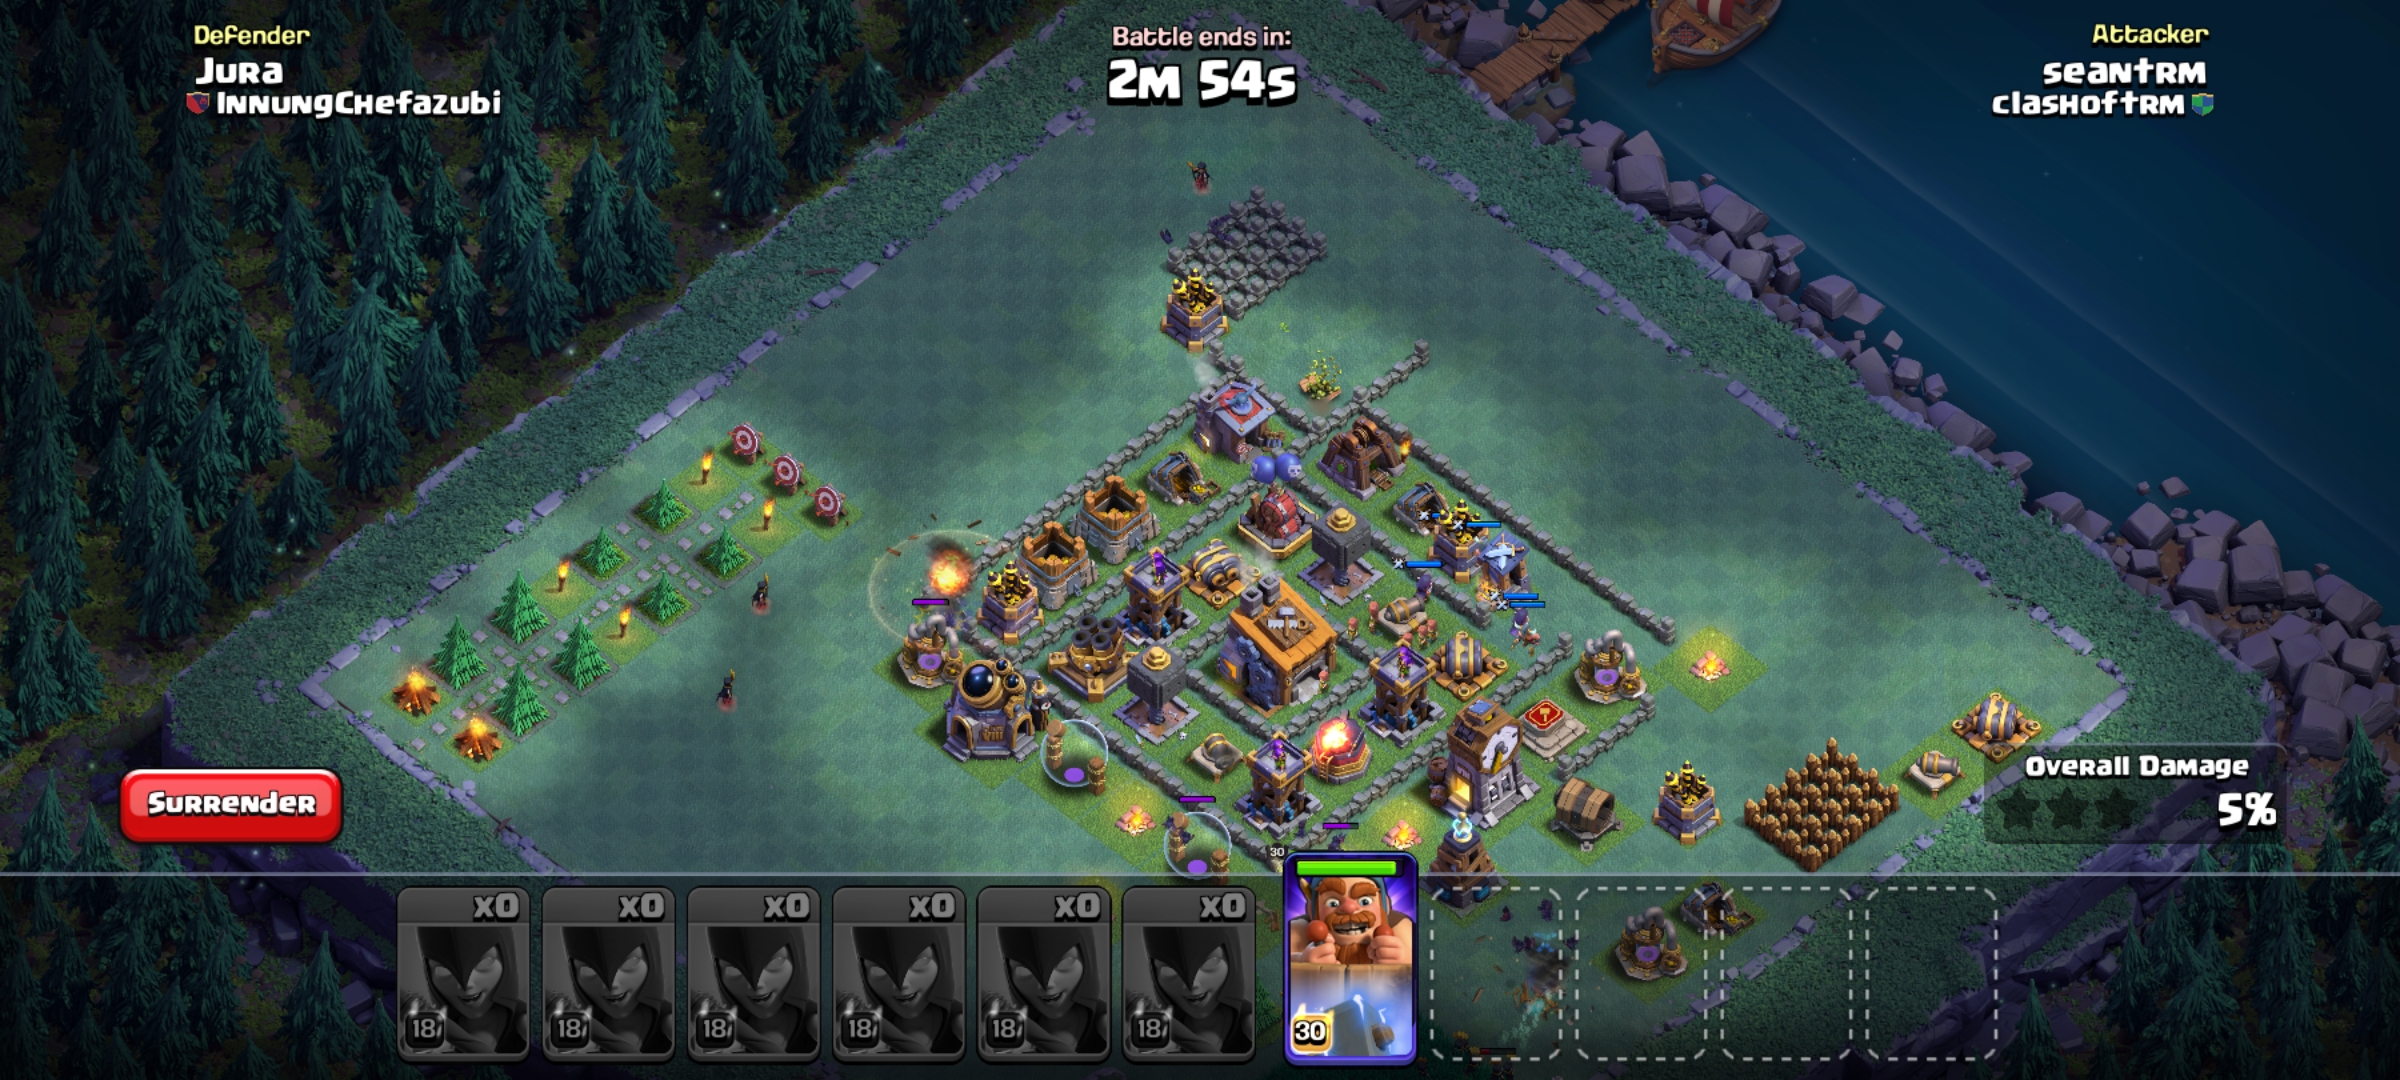 Defender
Jura
InnungChefazubi
Battle ends in:
2m 54s
Attacker
seantRM
clashoftRM
Surrender
Overall Damage
5%
30
x0
x0
x0
x0
x0
x0
18
18
18
18
18
18
30